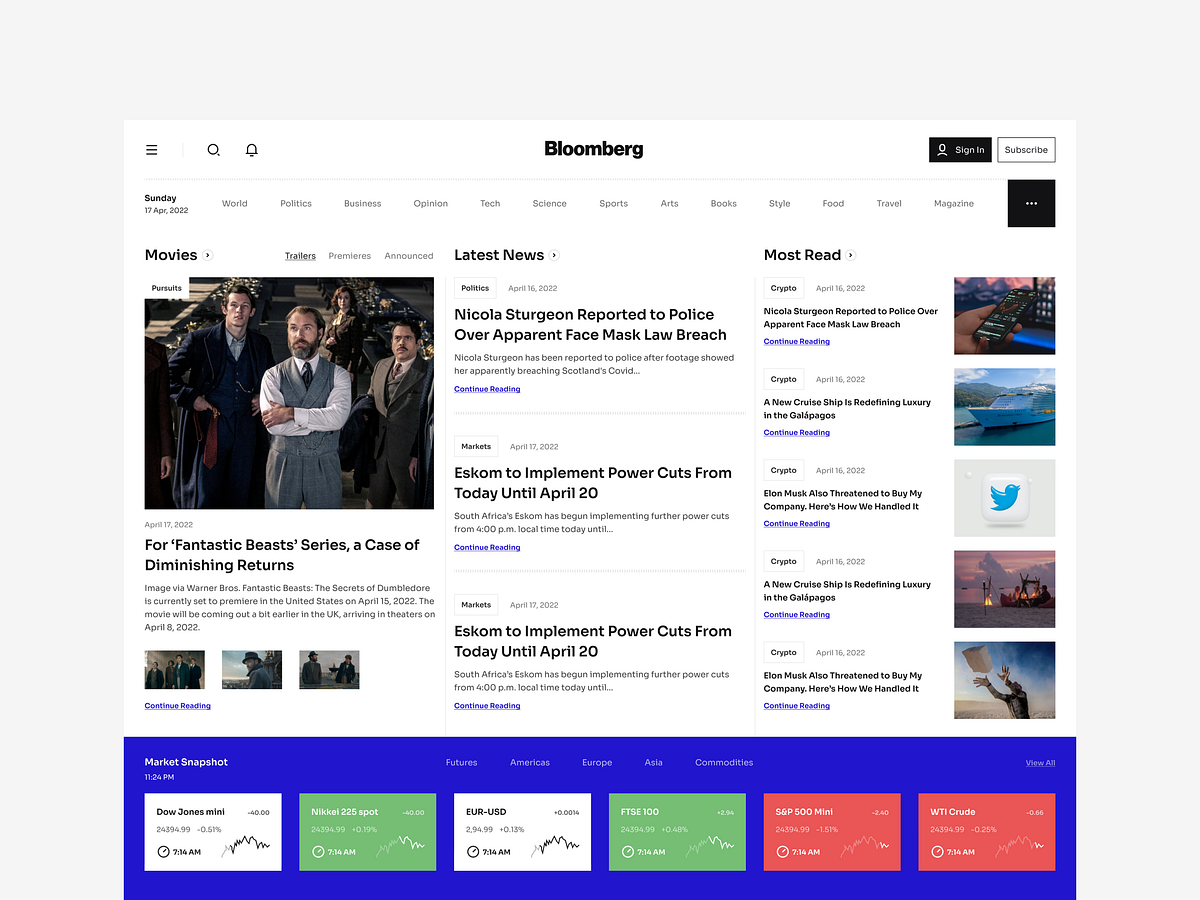 Bloomberg
Sign In
Subscribe
Sunday
17 Apr, 2022
World
Politics
Business
Opinion
Tech
Science
Sports
Arts
Books
Style
Food
Travel
Magazine
Movies
Trailers
Premieres
Announced
Pursuits
April 17, 2022
For ‘Fantastic Beasts’ Series, a Case of
Diminishing Returns
Image via Warner Bros. Fantastic Beasts: The Secrets of Dumbledore
is currently set to premiere in the United States on April 15, 2022. The
movie will be coming out a bit earlier in the UK, arriving in theaters on
April 8, 2022.
Continue Reading
Latest News
Politics
April 16, 2022
Nicola Sturgeon Reported to Police
Over Apparent Face Mask Law Breach
Nicola Sturgeon has been reported to police after footage showed
her apparently breaching Scotland's Covid...
Continue Reading
Markets
April 17, 2022
Eskom to Implement Power Cuts From
Today Until April 20
South Africa’s Eskom has begun implementing further power cuts
from 4:00 p.m. local time today until...
Continue Reading
Markets
April 17, 2022
Eskom to Implement Power Cuts From
Today Until April 20
South Africa’s Eskom has begun implementing further power cuts
from 4:00 p.m. local time today until...
Continue Reading
Most Read
Crypto
April 16, 2022
Nicola Sturgeon Reported to Police Over
Apparent Face Mask Law Breach
Continue Reading
Crypto
April 16, 2022
A New Cruise Ship Is Redefining Luxury
in the Galápagos
Continue Reading
Crypto
April 16, 2022
Elon Musk Also Threatened to Buy My
Company. Here’s How We Handled It
Continue Reading
Crypto
April 16, 2022
A New Cruise Ship Is Redefining Luxury
in the Galápagos
Continue Reading
Crypto
April 16, 2022
Elon Musk Also Threatened to Buy My
Company. Here’s How We Handled It
Continue Reading
Market Snapshot
11:24 PM
Futures
Americas
Europe
Asia
Commodities
View All
Dow Jones mini
-40.00
24394.99 -0.51%
7:14 AM
Nikkei 225 spot
-40.00
24394.99 +0.19%
7:14 AM
EUR-USD
+0.0014
2,94.99 +0.13%
7:14 AM
FTSE 100
+2.94
24394.99 +0.48%
7:14 AM
S&P 500 Mini
-2.40
24394.99 -1.51%
7:14 AM
WTI Crude
-0.66
24394.99 -0.25%
7:14 AM